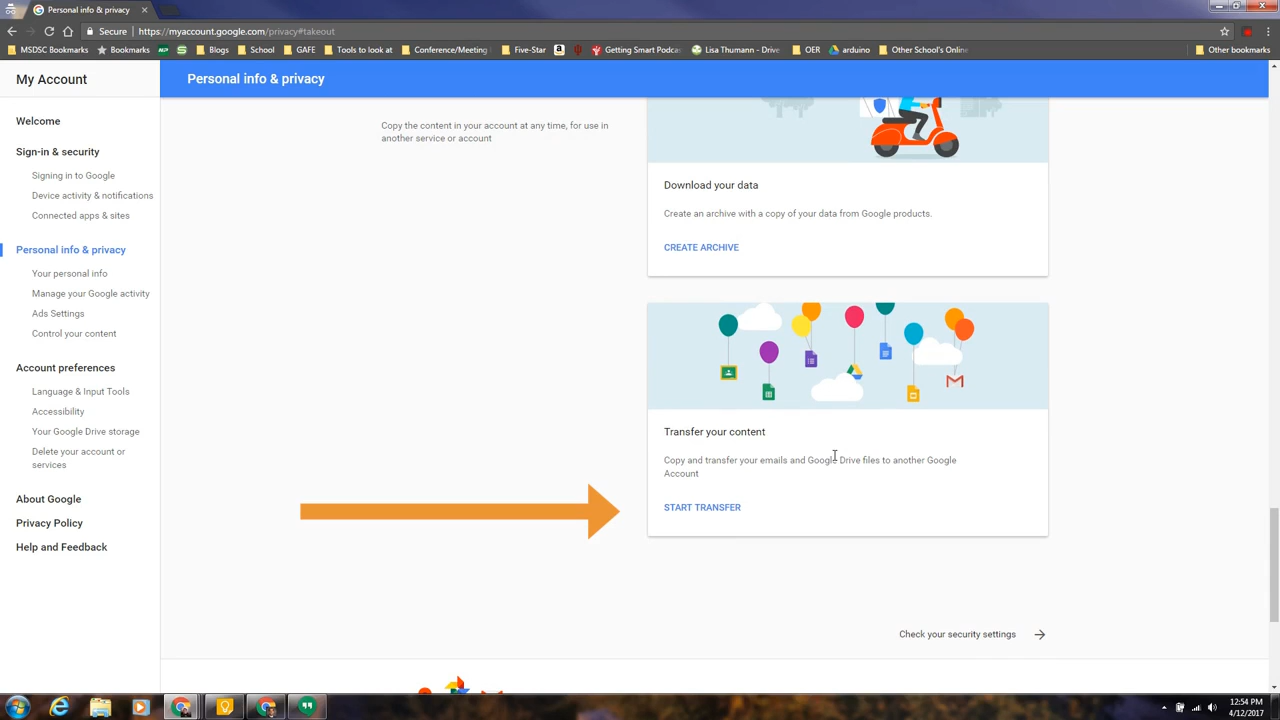 Google Privacy
Secure
https://myaccount.google.com/privacy#takeout
MSDSC Bookmarks
Bookmarks
Blogs
School
GAFE
Tools to look at
Conference/Meeting
Five-Star
Getting Smart Podca
Lisa Thumann - Drive
OER
arduino
Other School's Onlin
Other bookmarks
My Account
Personal info & privacy
Welcome
Sign-in & security
Signing in to Google
Device activity & notifications
Connected apps & sites
Personal info & privacy
Your personal info
Manage your Google activity
Ads Settings
Control your content
Account preferences
Language & Input Tools
Accessibility
Your Google Drive storage
Delete your account or
services
About Google
Privacy Policy
Help and Feedback
Copy the content in your account at any time, for use in
another service or account
Download your data
Create an archive with a copy of your data from Google products.
CREATE ARCHIVE
Transfer your content
Copy and transfer your emails and Google Drive files to another Google
Account
START TRANSFER
Check your security settings
12:54 PM
4/12/2017